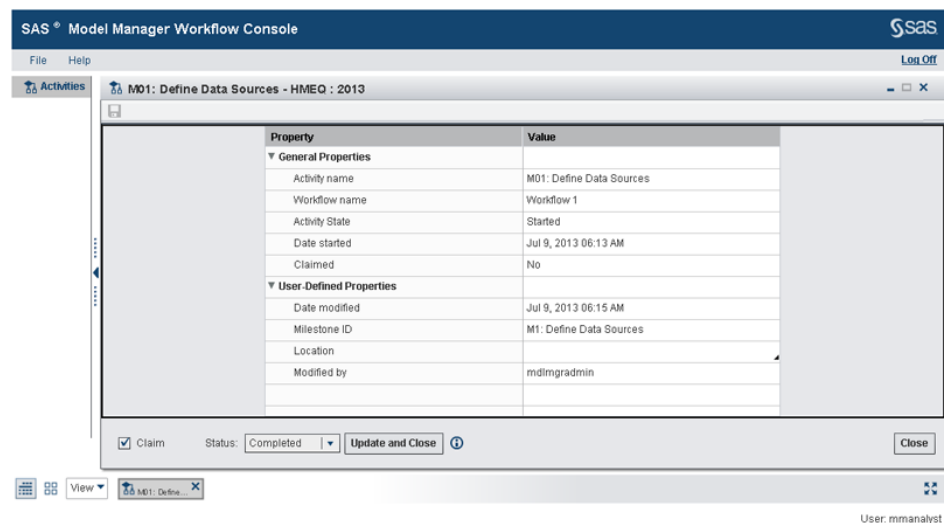 SAS ® Model Manager Workflow Console
sas
File Help
Log Off
Activities
M01: Define Data Sources - HMEQ : 2013
Property Value
General Properties
Activity name M01: Define Data Sources
Workflow name Workflow 1
Activity State Started
Date started Jul 9, 2013 06:13 AM
Claimed No
User-Defined Properties
Date modified Jul 9, 2013 06:15 AM
Milestone ID M1: Define Data Sources
Location
Modified by mdlmgradmin
Claim Status: Completed Update and Close Close
View M01: Define...
User: mmanalyst